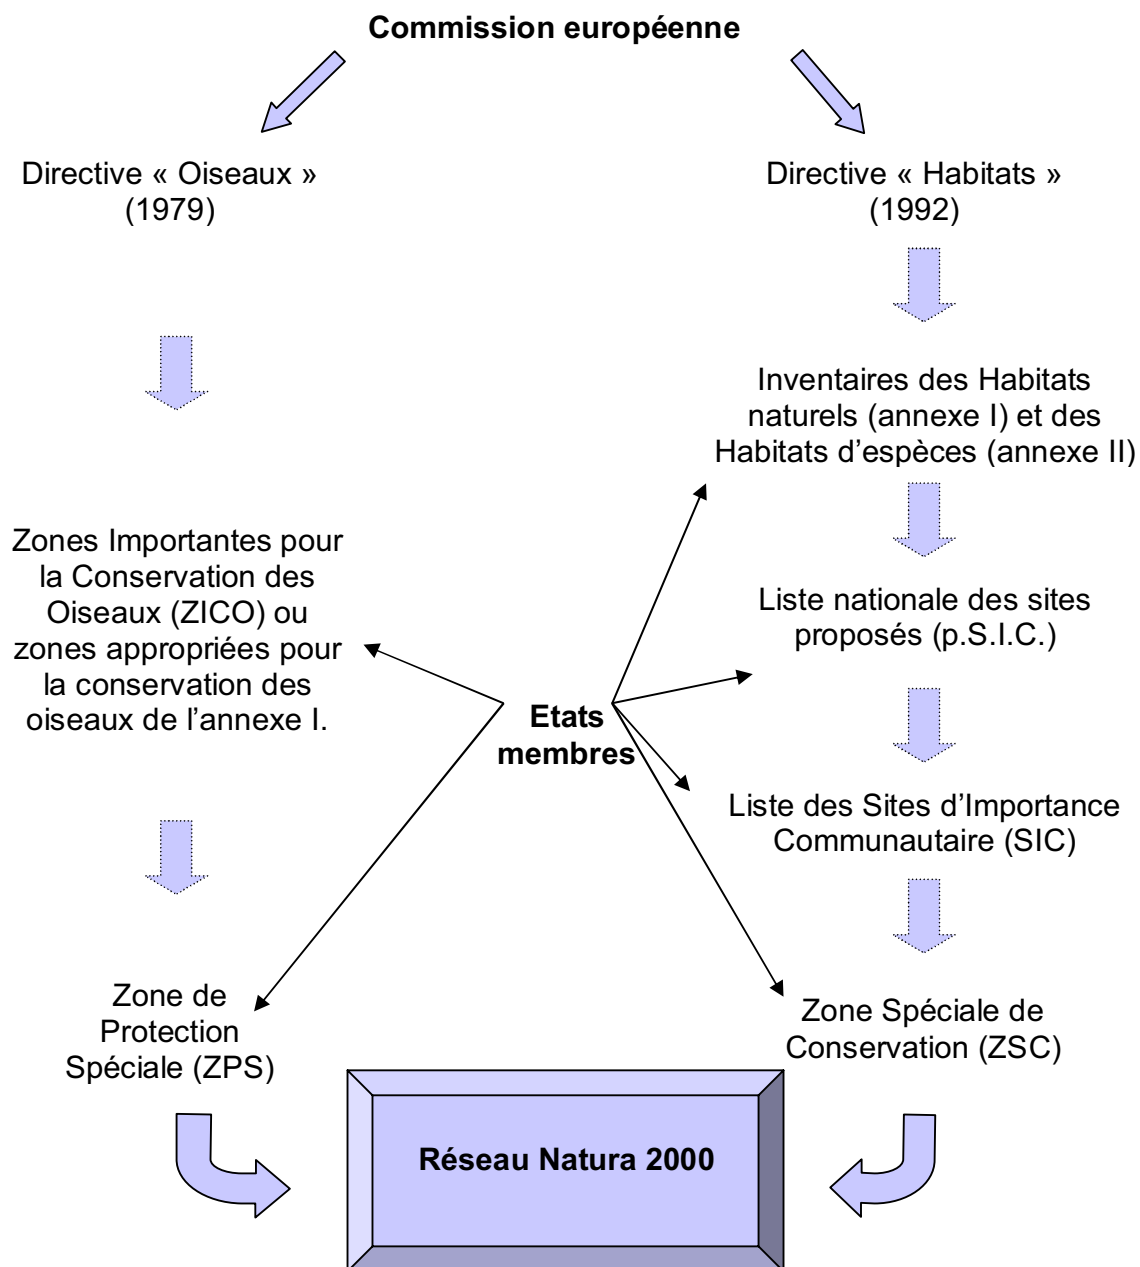 Commission européenne
Directive « Oiseaux »
(1979)
Directive « Habitats »
(1992)
Inventaires des Habitats
naturels (annexe I) et des
Habitats d’espèces (annexe II)
Zones Importantes pour
la Conservation des
Oiseaux (ZICO) ou
zones appropriées pour
la conservation des
oiseaux de l’annexe I.
Liste nationale des sites
proposés (p.S.I.C.)
Etats
membres
Liste des Sites d’Importance
Communautaire (SIC)
Zone de
Protection
Spéciale (ZPS)
Zone Spéciale de
Conservation (ZSC)
Réseau Natura 2000